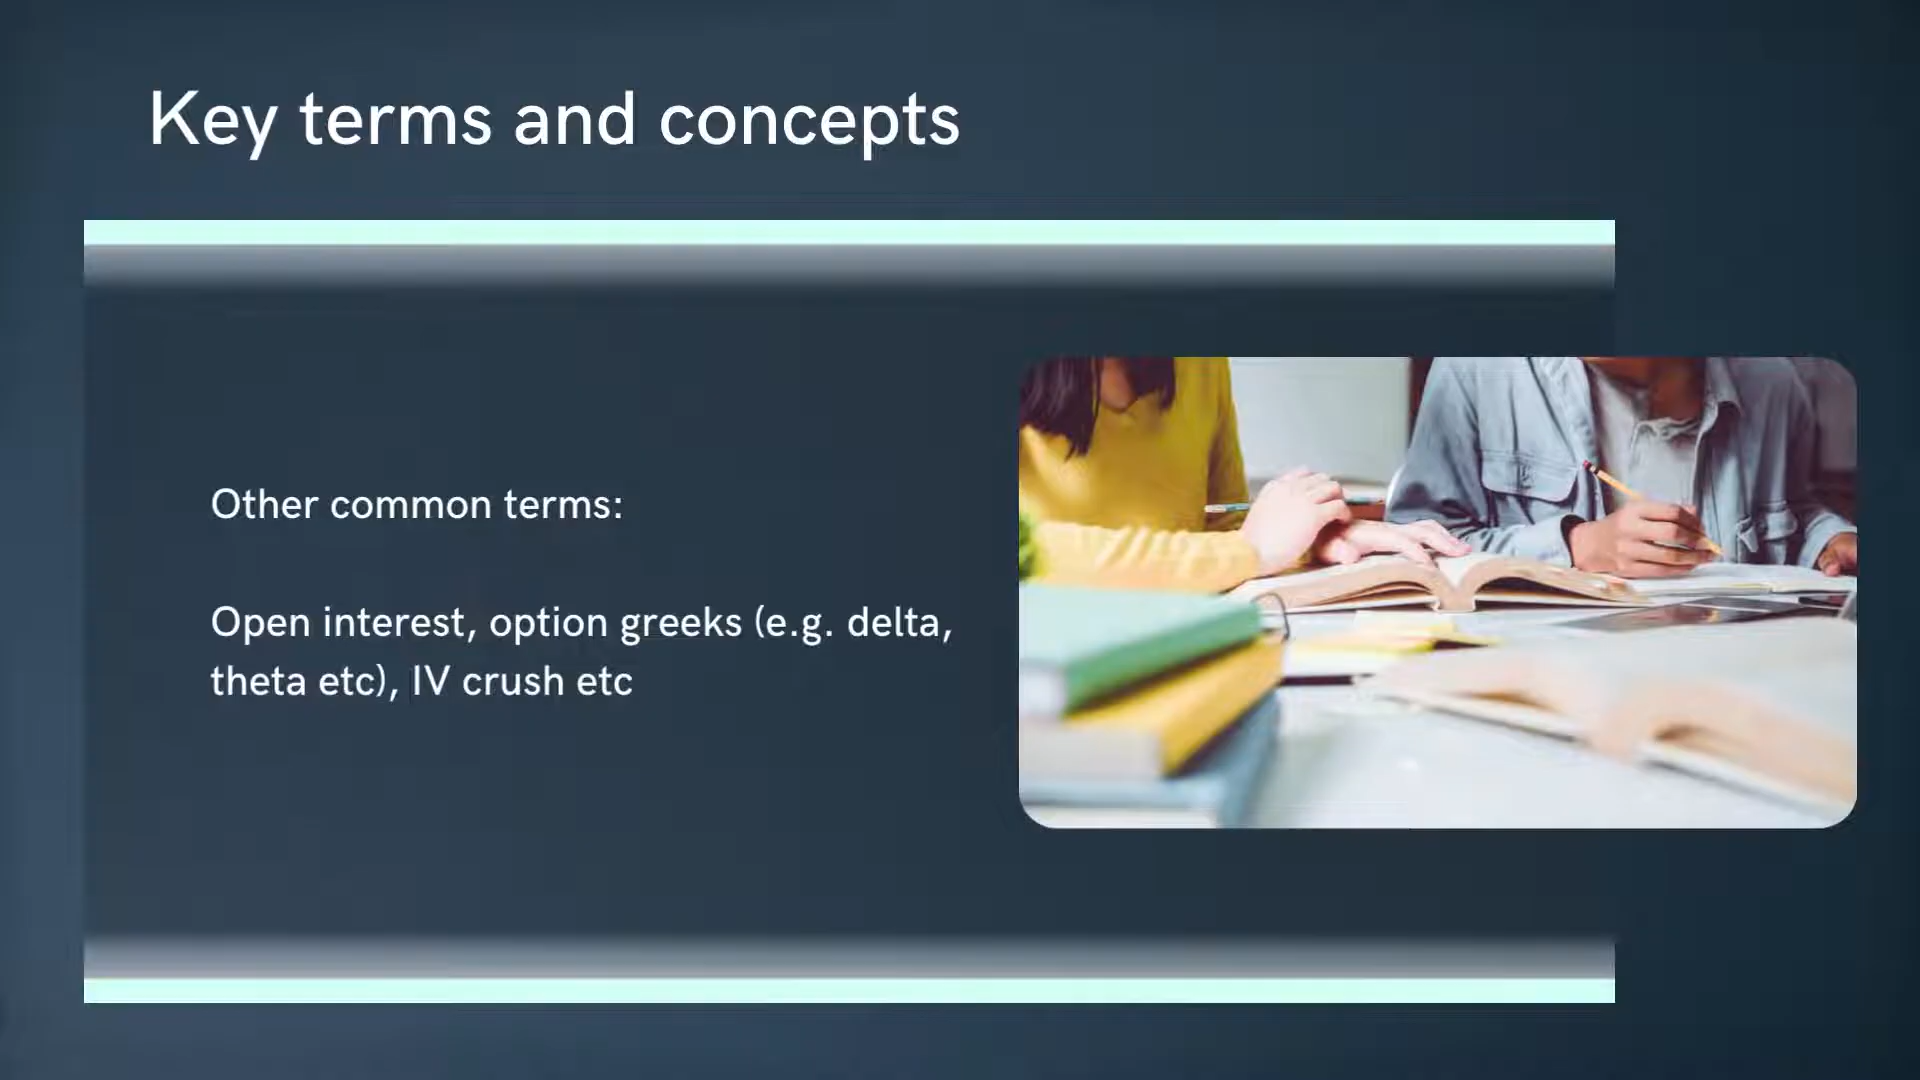 Key terms and concepts
Other common terms:
Open interest, option greeks (e.g. delta,
theta etc), IV crush etc